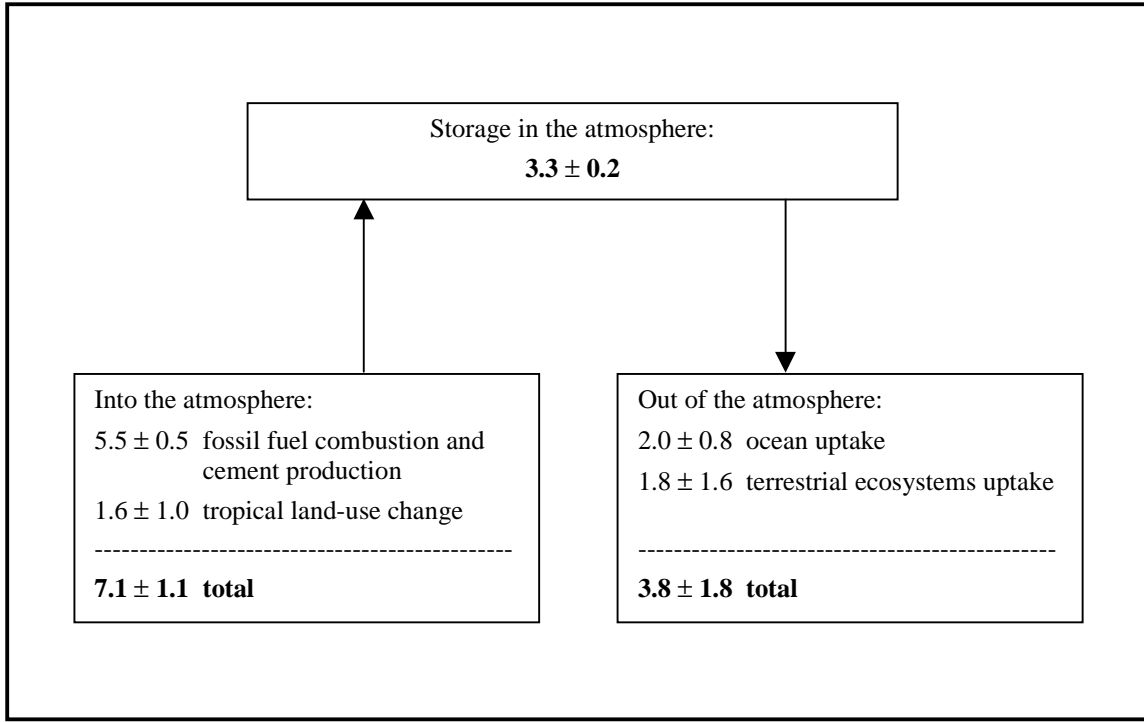 Storage in the atmosphere:
3.3 ± 0.2
Into the atmosphere:
5.5 ± 0.5 fossil fuel combustion and
cement production
1.6 ± 1.0 tropical land-use change
----------------------------------------------
7.1 ± 1.1 total
Out of the atmosphere:
2.0 ± 0.8 ocean uptake
1.8 ± 1.6 terrestrial ecosystems uptake
----------------------------------------------
3.8 ± 1.8 total